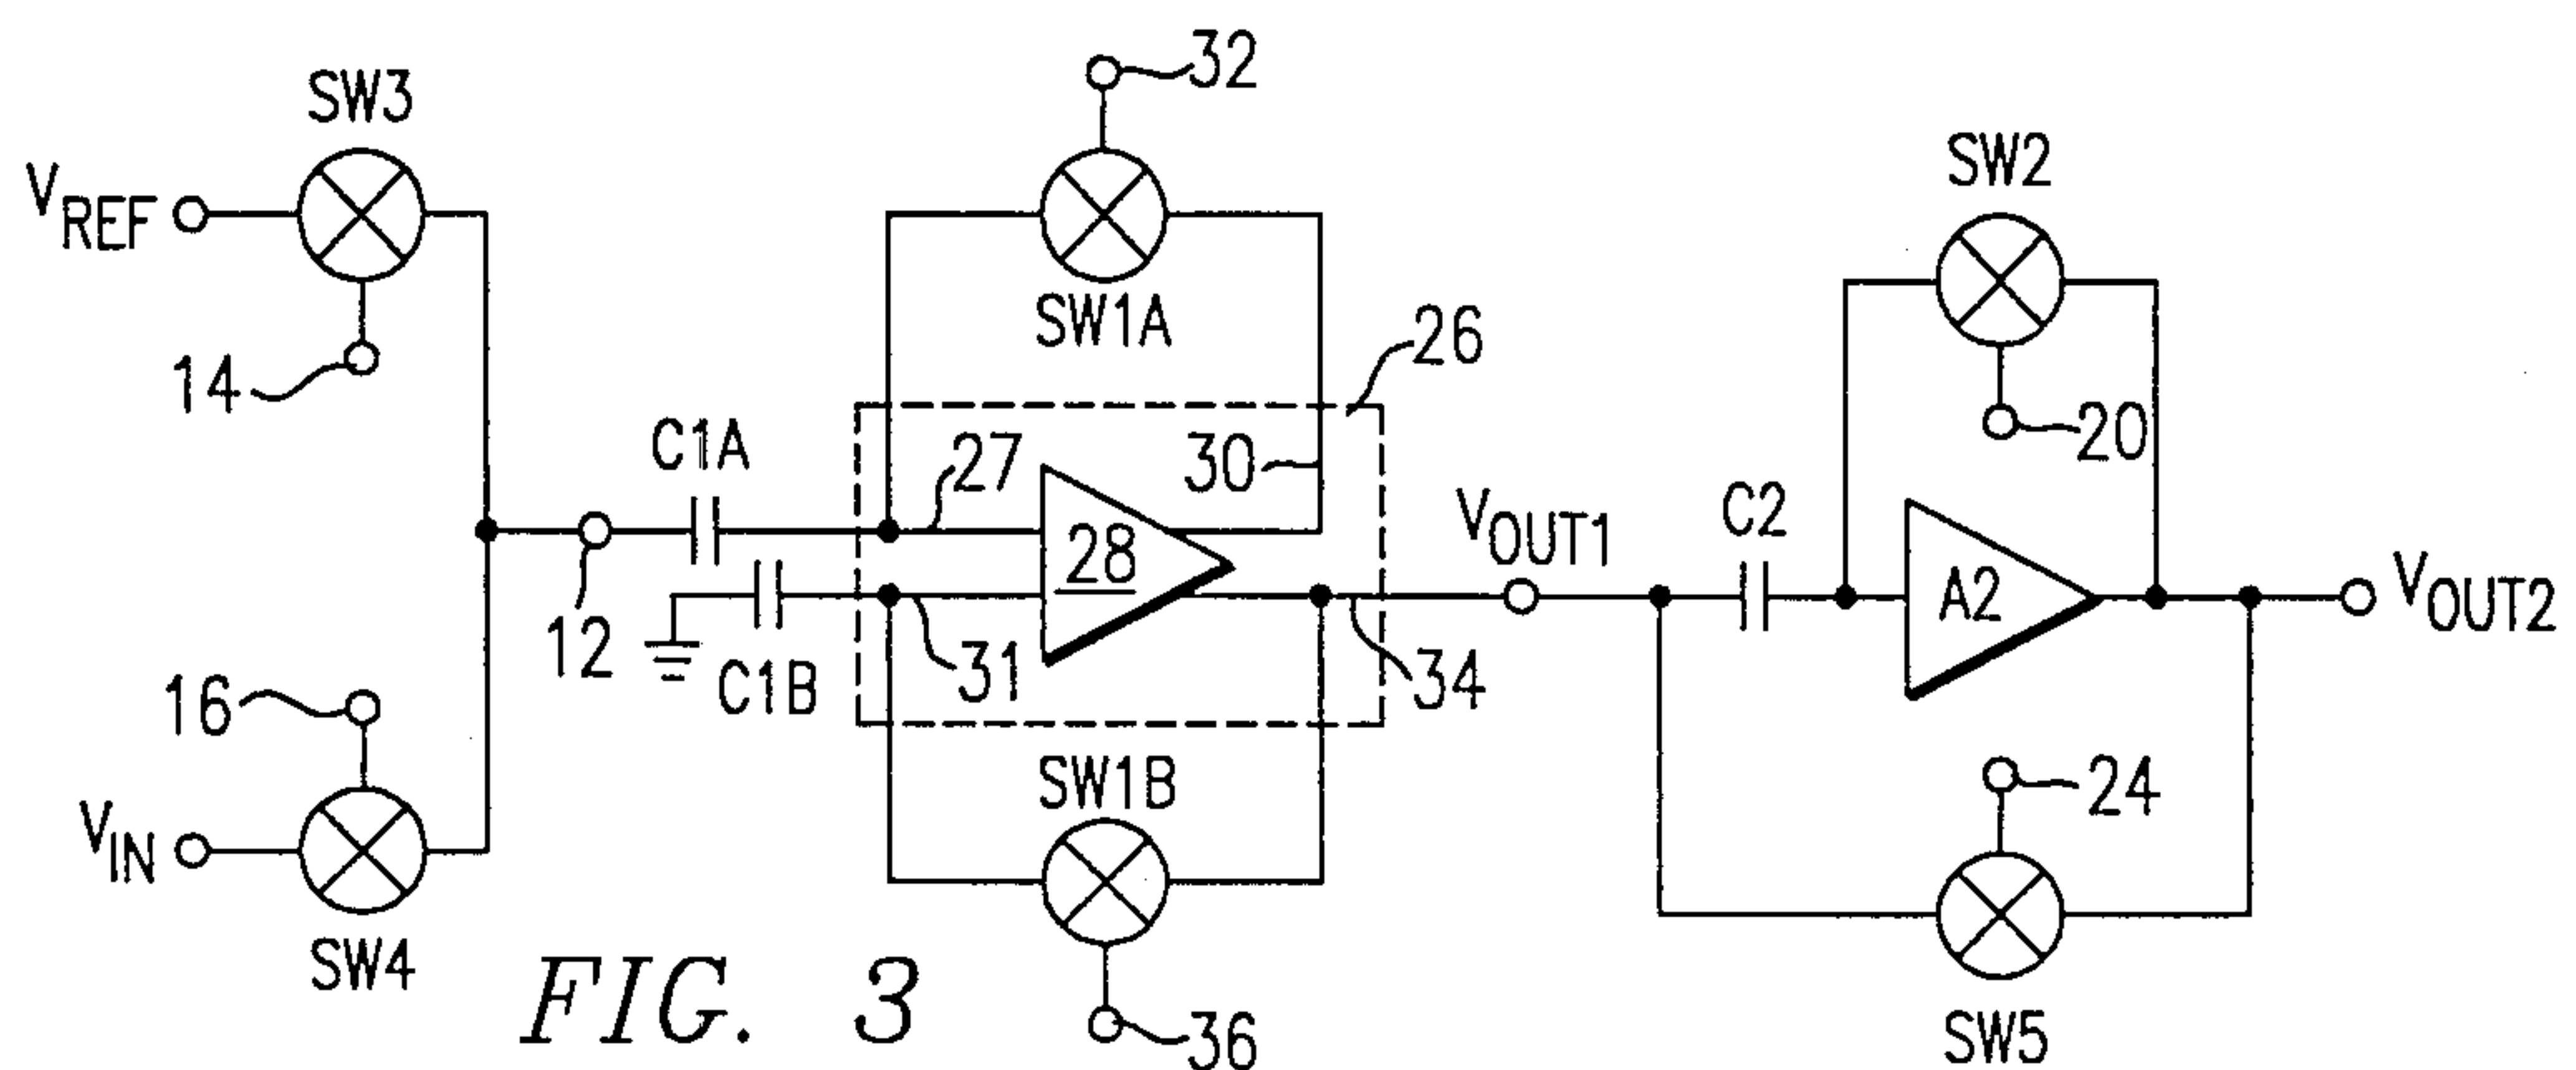 32
SW3
SW2
VREF
SW1A
26
14
20
C1A
27
30
VOUT1
C2
28
A2
VOUT2
12
31
34
16
C1B
SW1B
24
VIN
SW4
FIG. 3
36
SW5